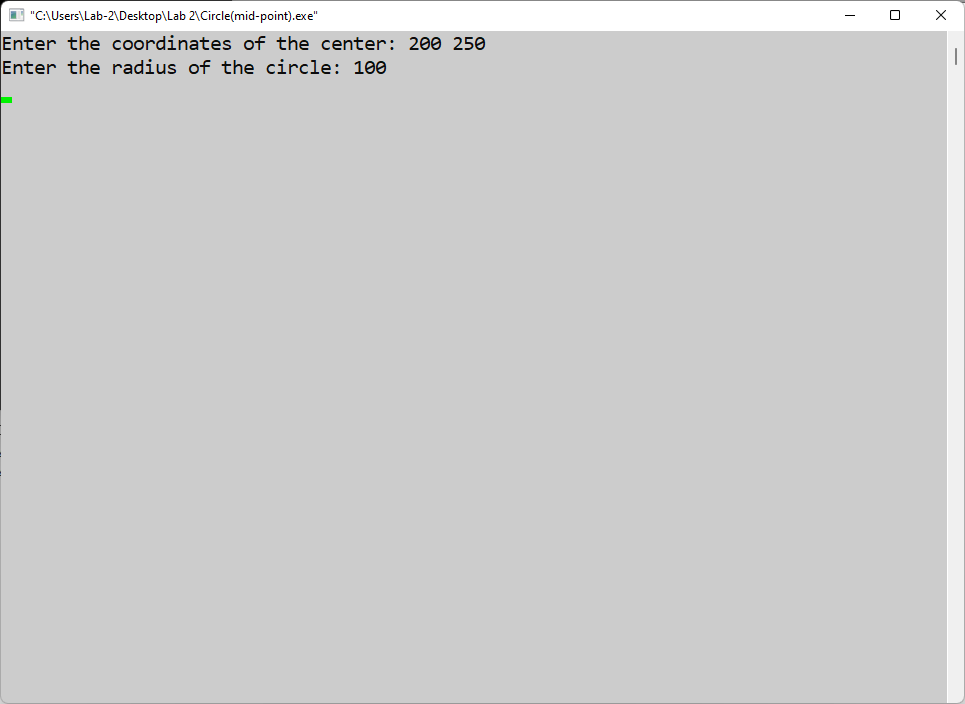 "C:\Users\Lab-2\Desktop\Lab 2\Circle(mid-point).exe"
Enter the coordinates of the center: 200 250
Enter the radius of the circle: 100